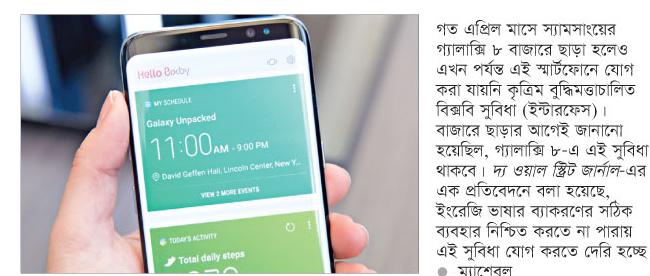 Hello Bixby
MY SCHEDULE
Galaxy Unpacked
11:00 AM - 9:00 PM
David Geffen Hall, Lincoln Center, New Y...
VIEW 2 MORE EVENTS
TODAY'S ACTIVITY
Total daily steps
গত এপ্রিল মাসে স্যামসাংয়ের
গ্যালাক্সি ৮ বাজারে ছাড়া হলেও
এখন পর্যন্ত এই স্মার্টফোনে যোগ
করা যায়নি কৃত্রিম বুদ্ধিমত্তাচালিত
বিক্সবি সুবিধা (ইন্টারফেস)।
বাজারে ছাড়ার আগেই জানানো
হয়েছিল, গ্যালাক্সি ৮-এ এই সুবিধা
থাকবে। দ্য ওয়াল স্ট্রিট জার্নাল-এর
এক প্রতিবেদনে বলা হয়েছে,
ইংরেজি ভাষার ব্যাকরণের সঠিক
ব্যবহার নিশ্চিত করতে না পারায়
এই সুবিধা যোগ করতে দেরি হচ্ছে
● ম্যাশেবল